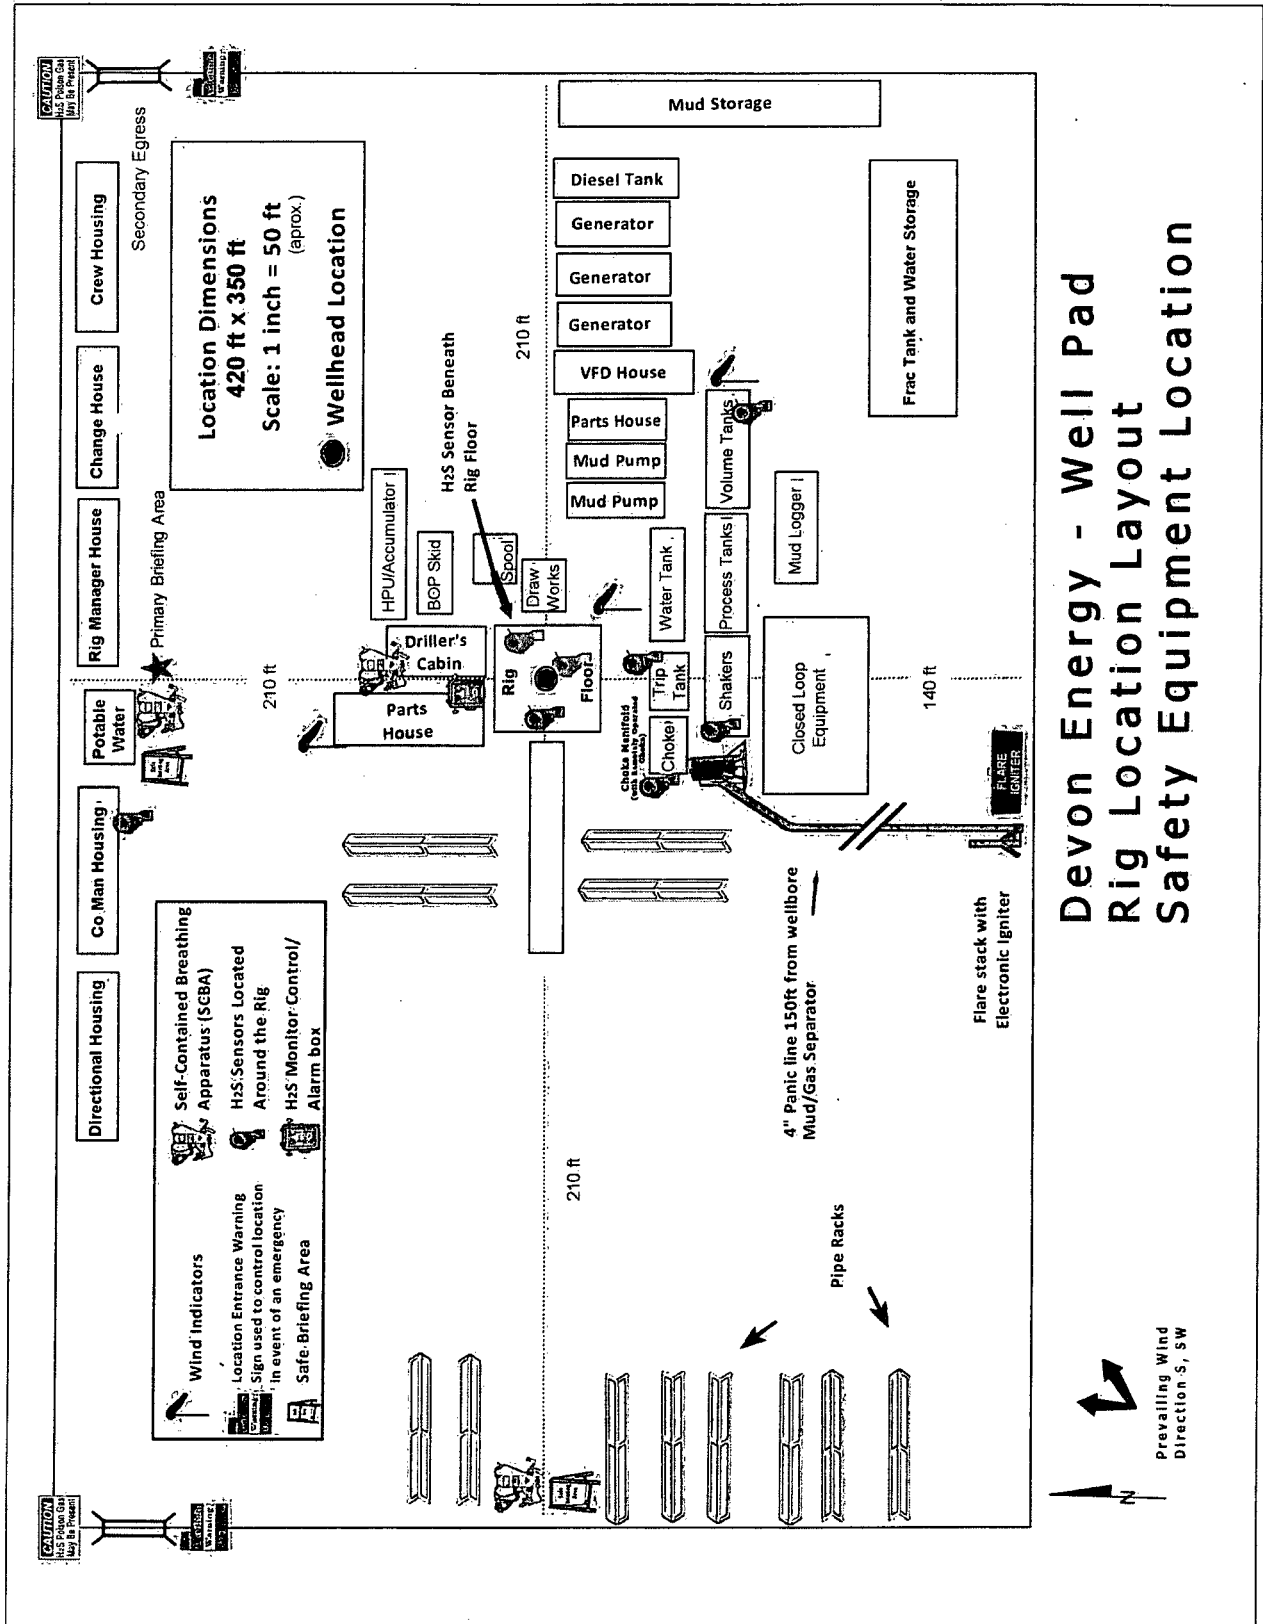 CAUTION
H2S Poison Gas
May Be Present
Warning
Directional Housing
Co Man Housing
Potable
Water
Rig Manager House
Change House
Crew Housing
CAUTION
H2S Poison Gas
May Be Present
Warning
Primary Briefing Area
Secondary Egress
Wind Indicators
Location Entrance Warning
Sign used to control location
in event of an emergency
Safe Briefing Area
Self-Contained Breathing
Apparatus (SCBA)
H2S Sensors Located
Around the Rig
H2S Monitor Control/
Alarm box
Location Dimensions
420 ft x 350 ft
Scale: 1 inch = 50 ft
(aprox.)
Wellhead Location
210 ft
Parts
House
Driller's
Cabin
HPU/Accumulator
BOP Skid
Spool
Draw
Works
H2S Sensor Beneath
Rig Floor
Rig
Floor
210 ft
210 ft
Mud Pump
Mud Pump
Parts House
VFD House
Generator
Generator
Generator
Diesel Tank
Mud Storage
Choke Manifold
(with Remotely Operated
Choke)
Choke
Trip
Tank
Water Tank
Shakers
Process Tanks
Volume Tanks
Mud Logger
Closed Loop
Equipment
Frac Tank and Water Storage
140 ft
4" Panic line 150ft from wellbore
Mud/Gas Separator
Pipe Racks
Flare stack with
Electronic Igniter
FLARE
IGNITER
N
Prevailing Wind
Direction S, SW
Devon Energy - Well Pad
Rig Location Layout
Safety Equipment Location